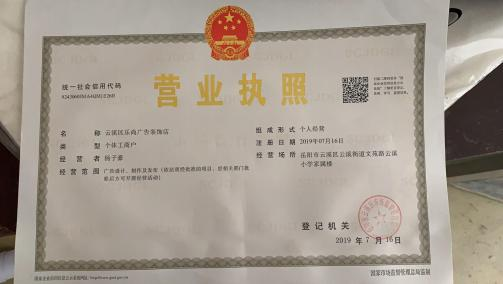 统一社会信用代码
营业执照
名称 云溪区乐尚广告装饰店
类型 个体工商户
经营者 杨子豪
经营范围 广告设计、制作及发布（依法须经批准的项目，经相关部门批
准后方可开展经营活动）
组成形式 个人经营
注册日期 2019年07月16日
经营场所 岳阳市云溪区云溪街道文苑路云溪
小学家属楼
登记机关
2019年7月16日
国家市场监督管理总局监制